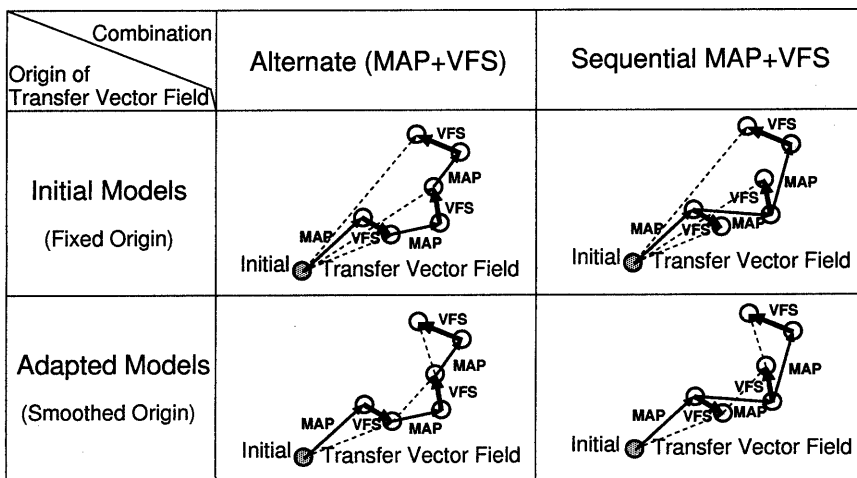 Combination
Origin of
Transfer Vector Field
Alternate (MAP+VFS)
Sequential MAP+VFS
Initial Models
(Fixed Origin)
VFS
MAP
VFS
MAP
VFS
MAP
Initial
Transfer Vector Field
VFS
MAP
VFS
MAP
VFS
MAP
Initial
Transfer Vector Field
Adapted Models
(Smoothed Origin)
VFS
MAP
VFS
MAP
VFS
MAP
Initial
Transfer Vector Field
VFS
MAP
VFS
MAP
VFS
MAP
Initial
Transfer Vector Field